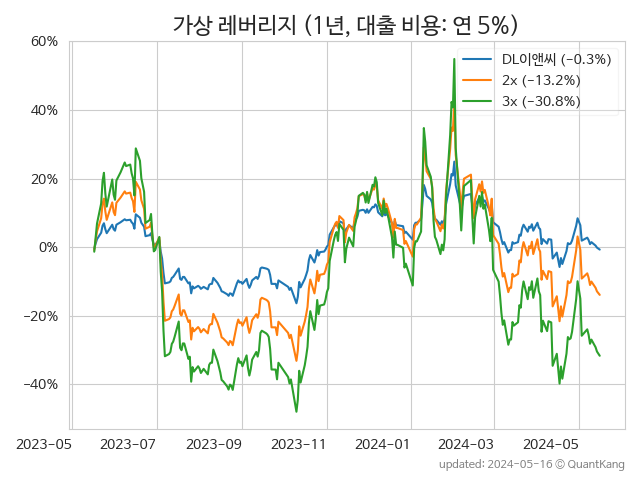 가상 레버리지 (1년, 대출 비용: 연 5%)
60%
40%
20%
0%
−20%
−40%
DL이앤씨 (−0.3%)
2x (−13.2%)
3x (−30.8%)
2023-05 2023-07 2023-09 2023-11 2024-01 2024-03 2024-05
updated: 2024-05-16 ⓒ QuantKang